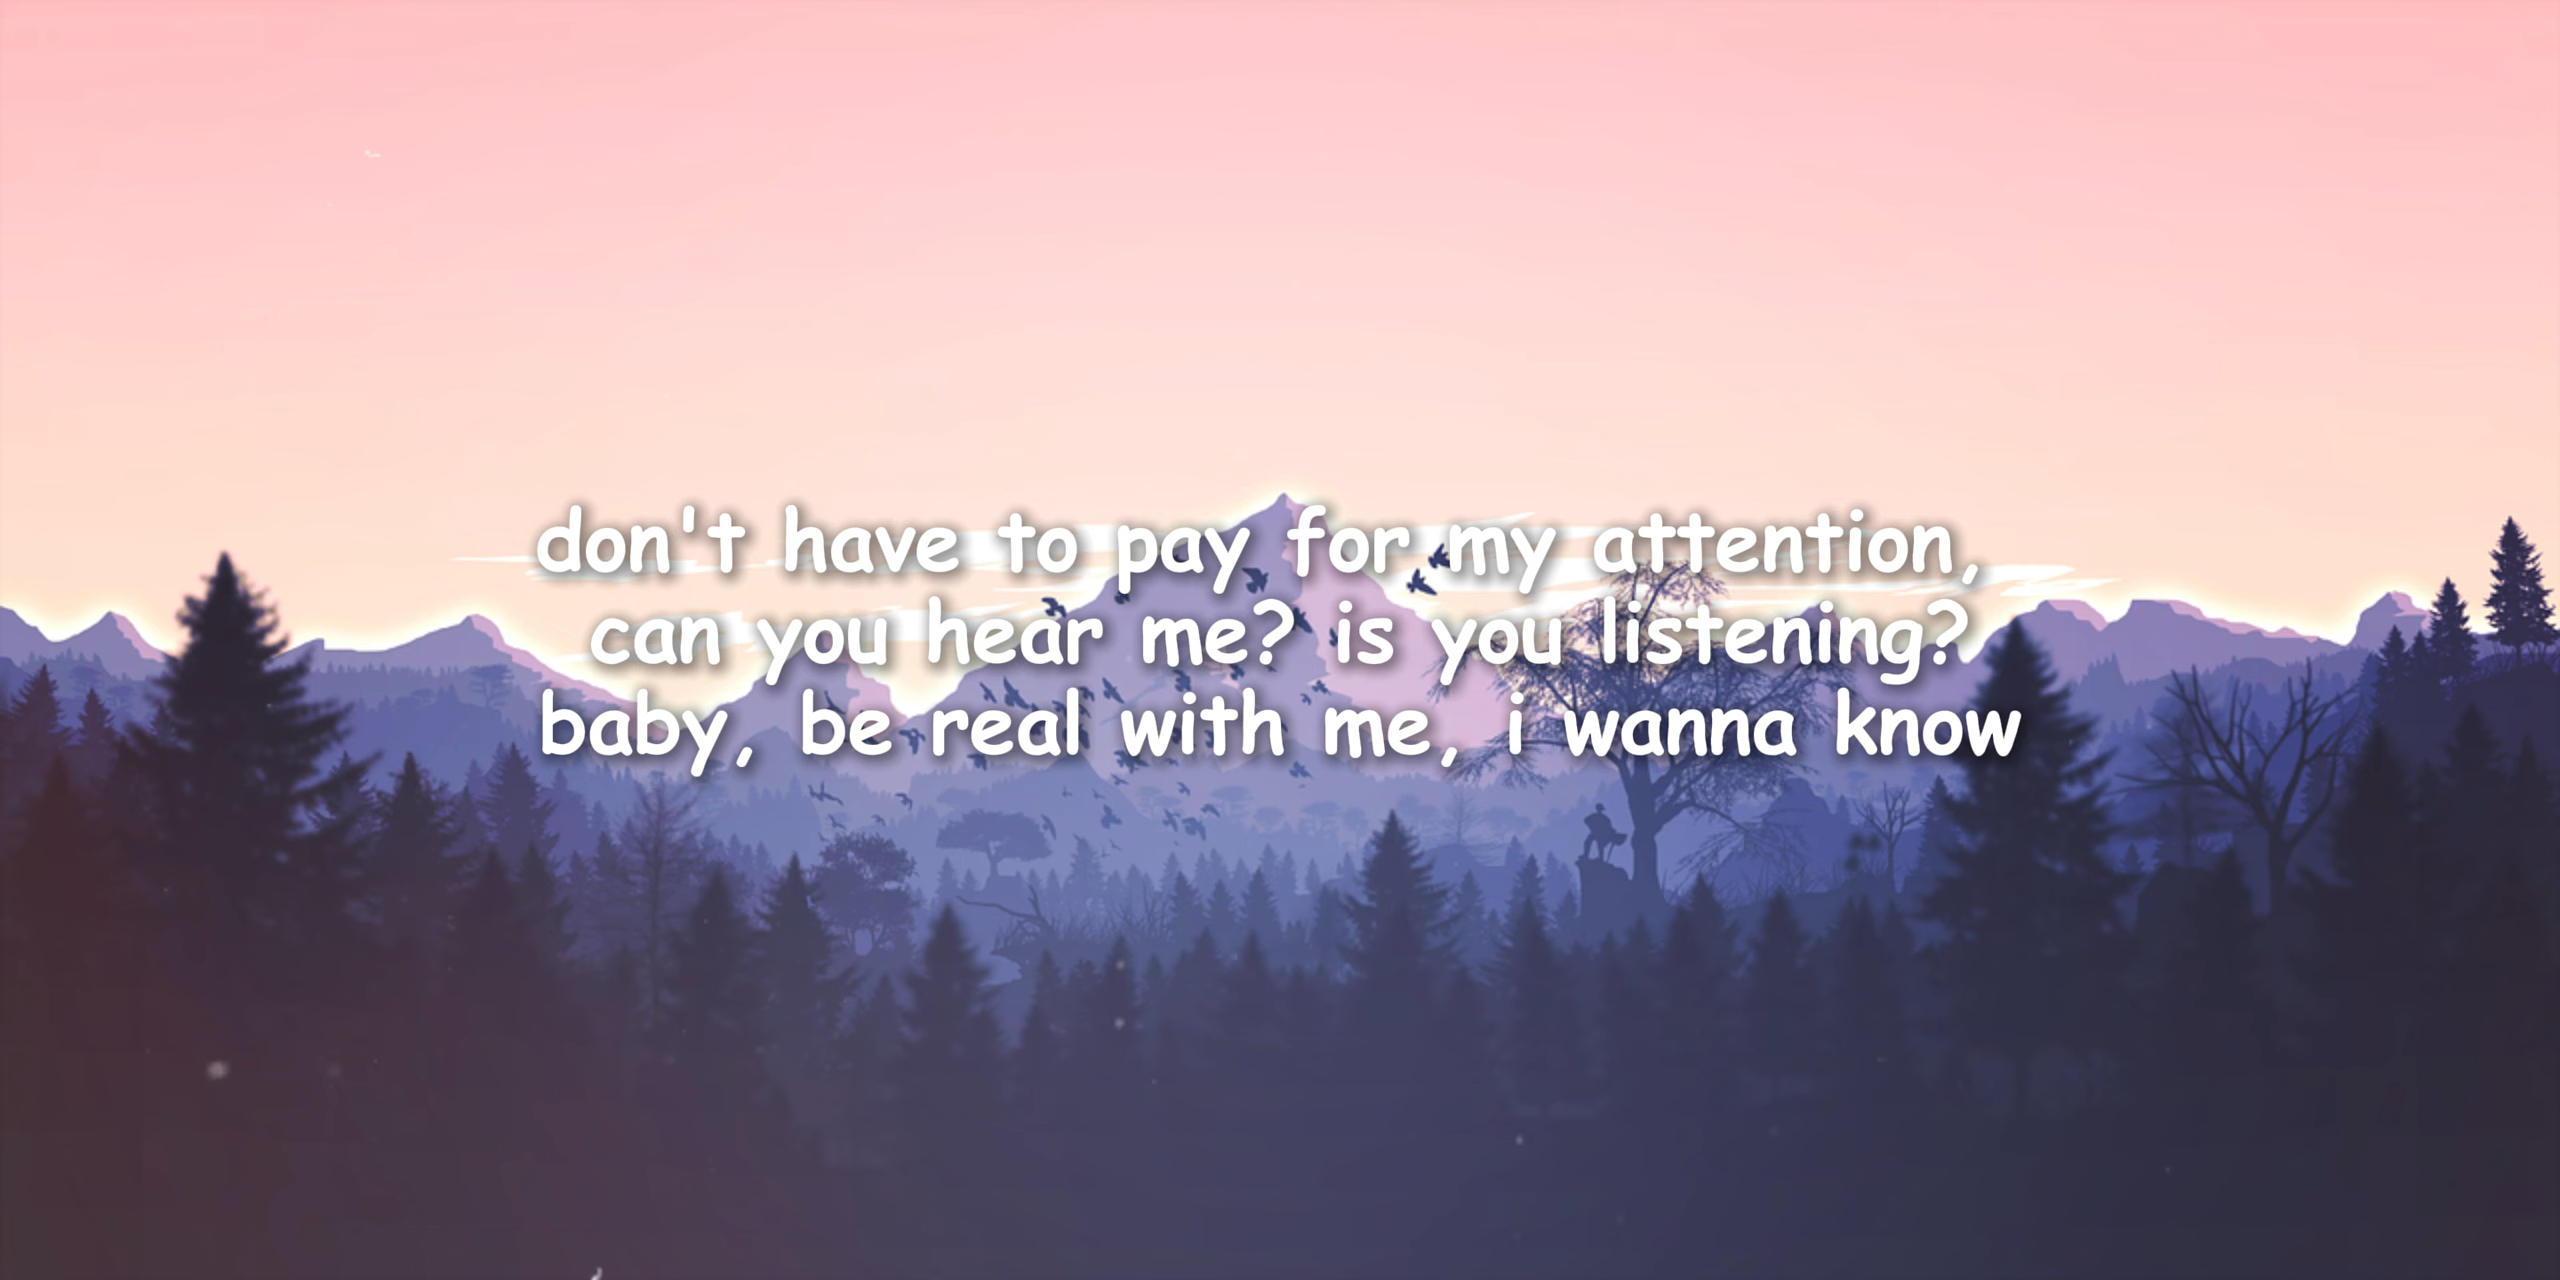 don't have to pay for my attention,
can you hear me? is you listening?
baby, be real with me, i wanna know